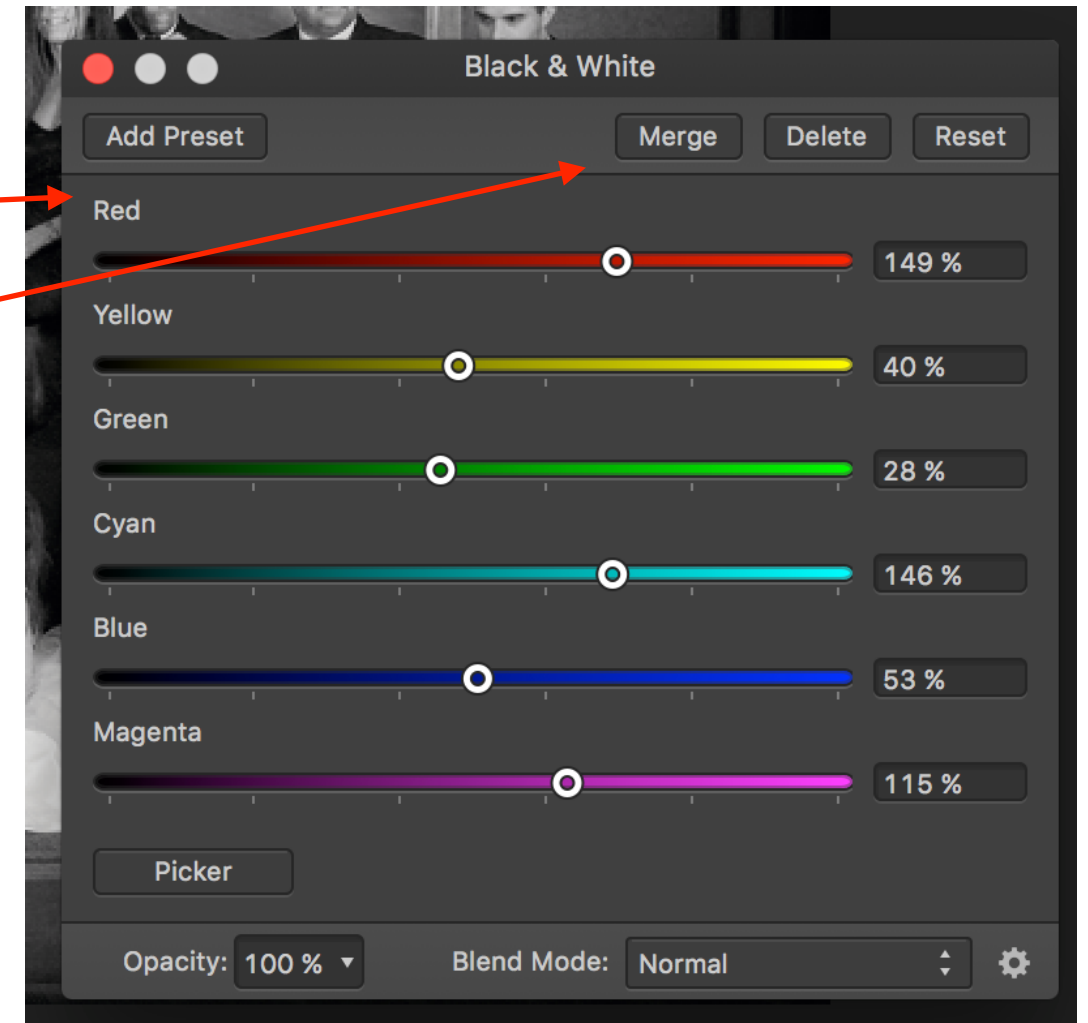 Black & White
Add Preset Merge Delete Reset
Red
149 %
Yellow
40 %
Green
28 %
Cyan
146 %
Blue
53 %
Magenta
115 %
Picker
Opacity: 100 % Blend Mode: Normal